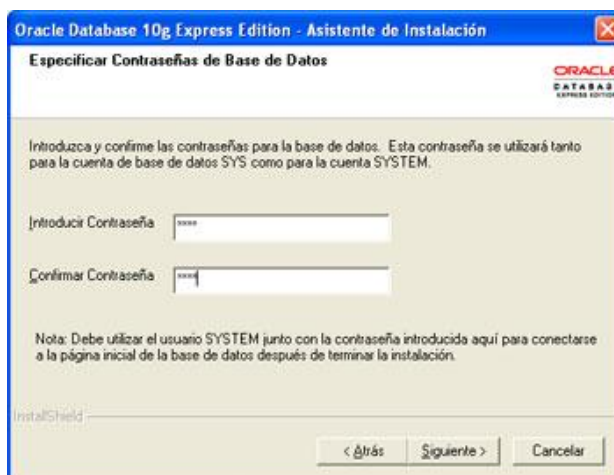 Oracle Database 10g Express Edition - Asistente de Instalación
Especificar Contraseñas de Base de Datos
ORACLE
DATABASE
EXPRESS EDITION
Introduzca y confirme las contraseñas para la base de datos. Esta contraseña se utilizará tanto
para la cuenta de base de datos SYS como para la cuenta SYSTEM.
Introducir Contraseña ****
Confirmar Contraseña ****
Nota: Debe utilizar el usuario SYSTEM junto con la contraseña introducida aquí para conectarse
a la página inicial de la base de datos después de terminar la instalación.
InstallShield
< Atrás Siguiente > Cancelar